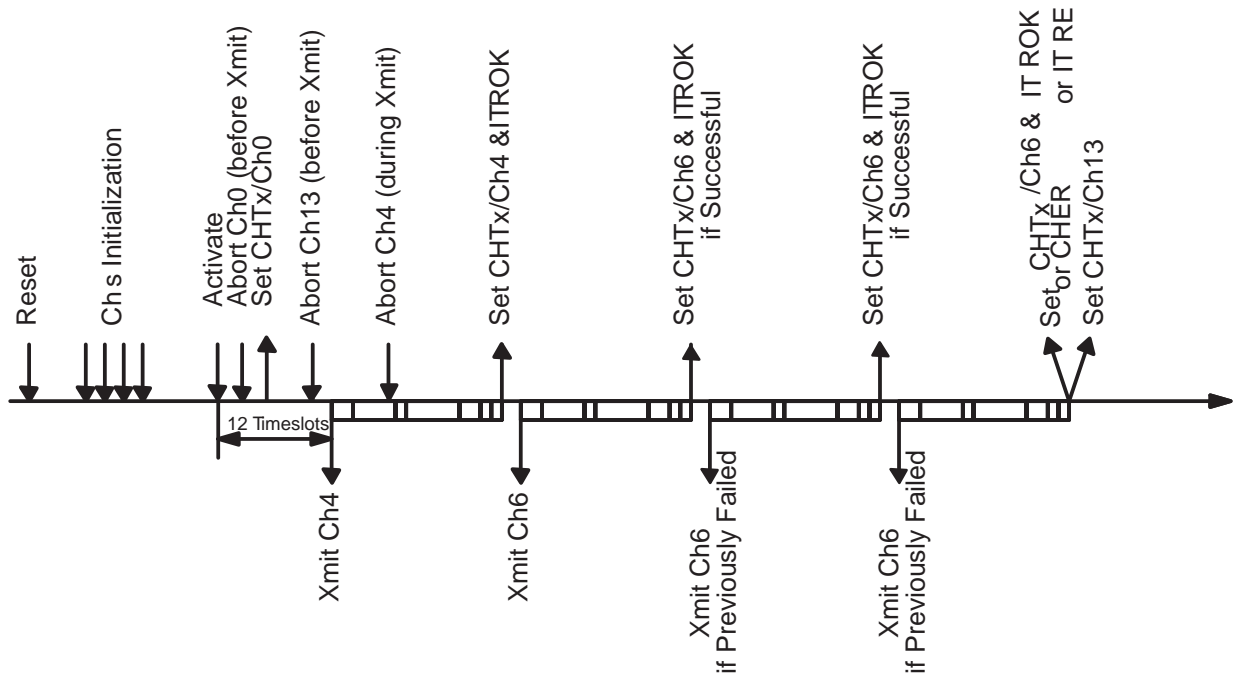 Reset
Chs Initialization
Activate
Abort Ch0 (before Xmit)
Set CHTx/Ch0
Abort Ch13 (before Xmit)
Abort Ch4 (during Xmit)
Set CHTx/Ch4 &ITROK
Set CHTx/Ch6 & ITROK
if Successful
Set CHTx/Ch6 & ITROK
if Successful
Set CHTx/Ch6 & IT ROK
or CHER or IT RE
Set CHTx/Ch13
12 Timeslots
Xmit Ch4
Xmit Ch6
Xmit Ch6
if Previously Failed
Xmit Ch6
if Previously Failed